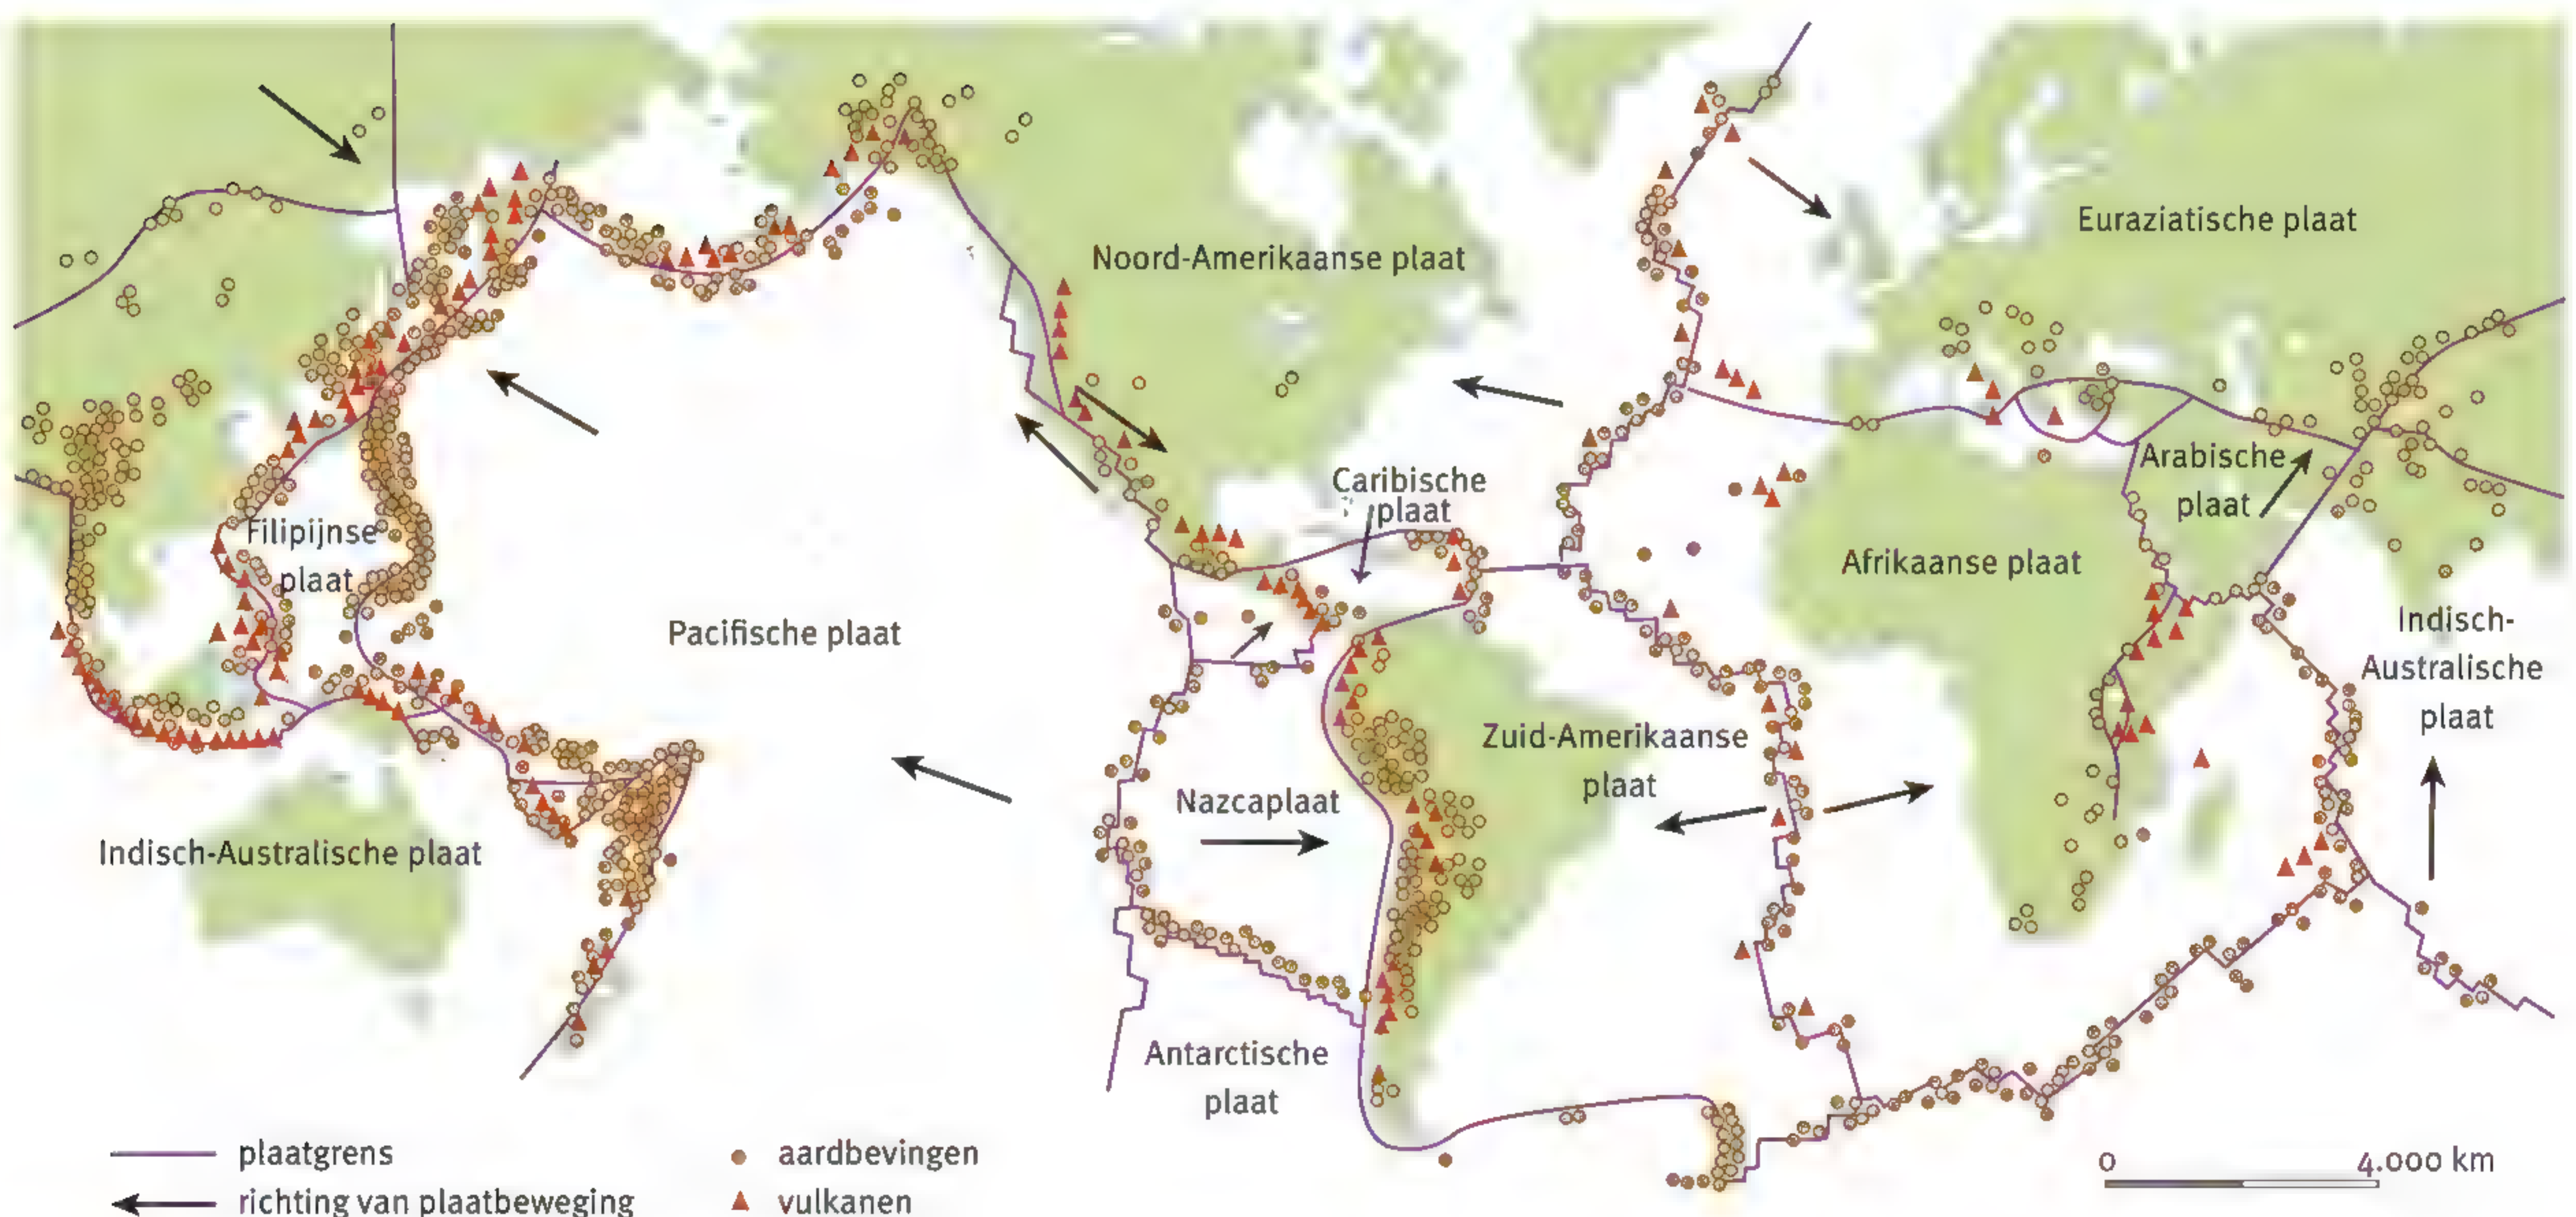 Noord-Amerikaanse plaat
Euraziatische plaat
Caribische
plaat
Arabische
plaat
Filipijnse
plaat
Afrikaanse plaat
Pacifische plaat
Indisch-
Australische
plaat
Zuid-Amerikaanse
plaat
Nazcaplaat
Indisch-Australische plaat
Antarctische
plaat
plaatgrens
richting van plaatbeweging
aardbevingen
vulkanen
0 4.000 km